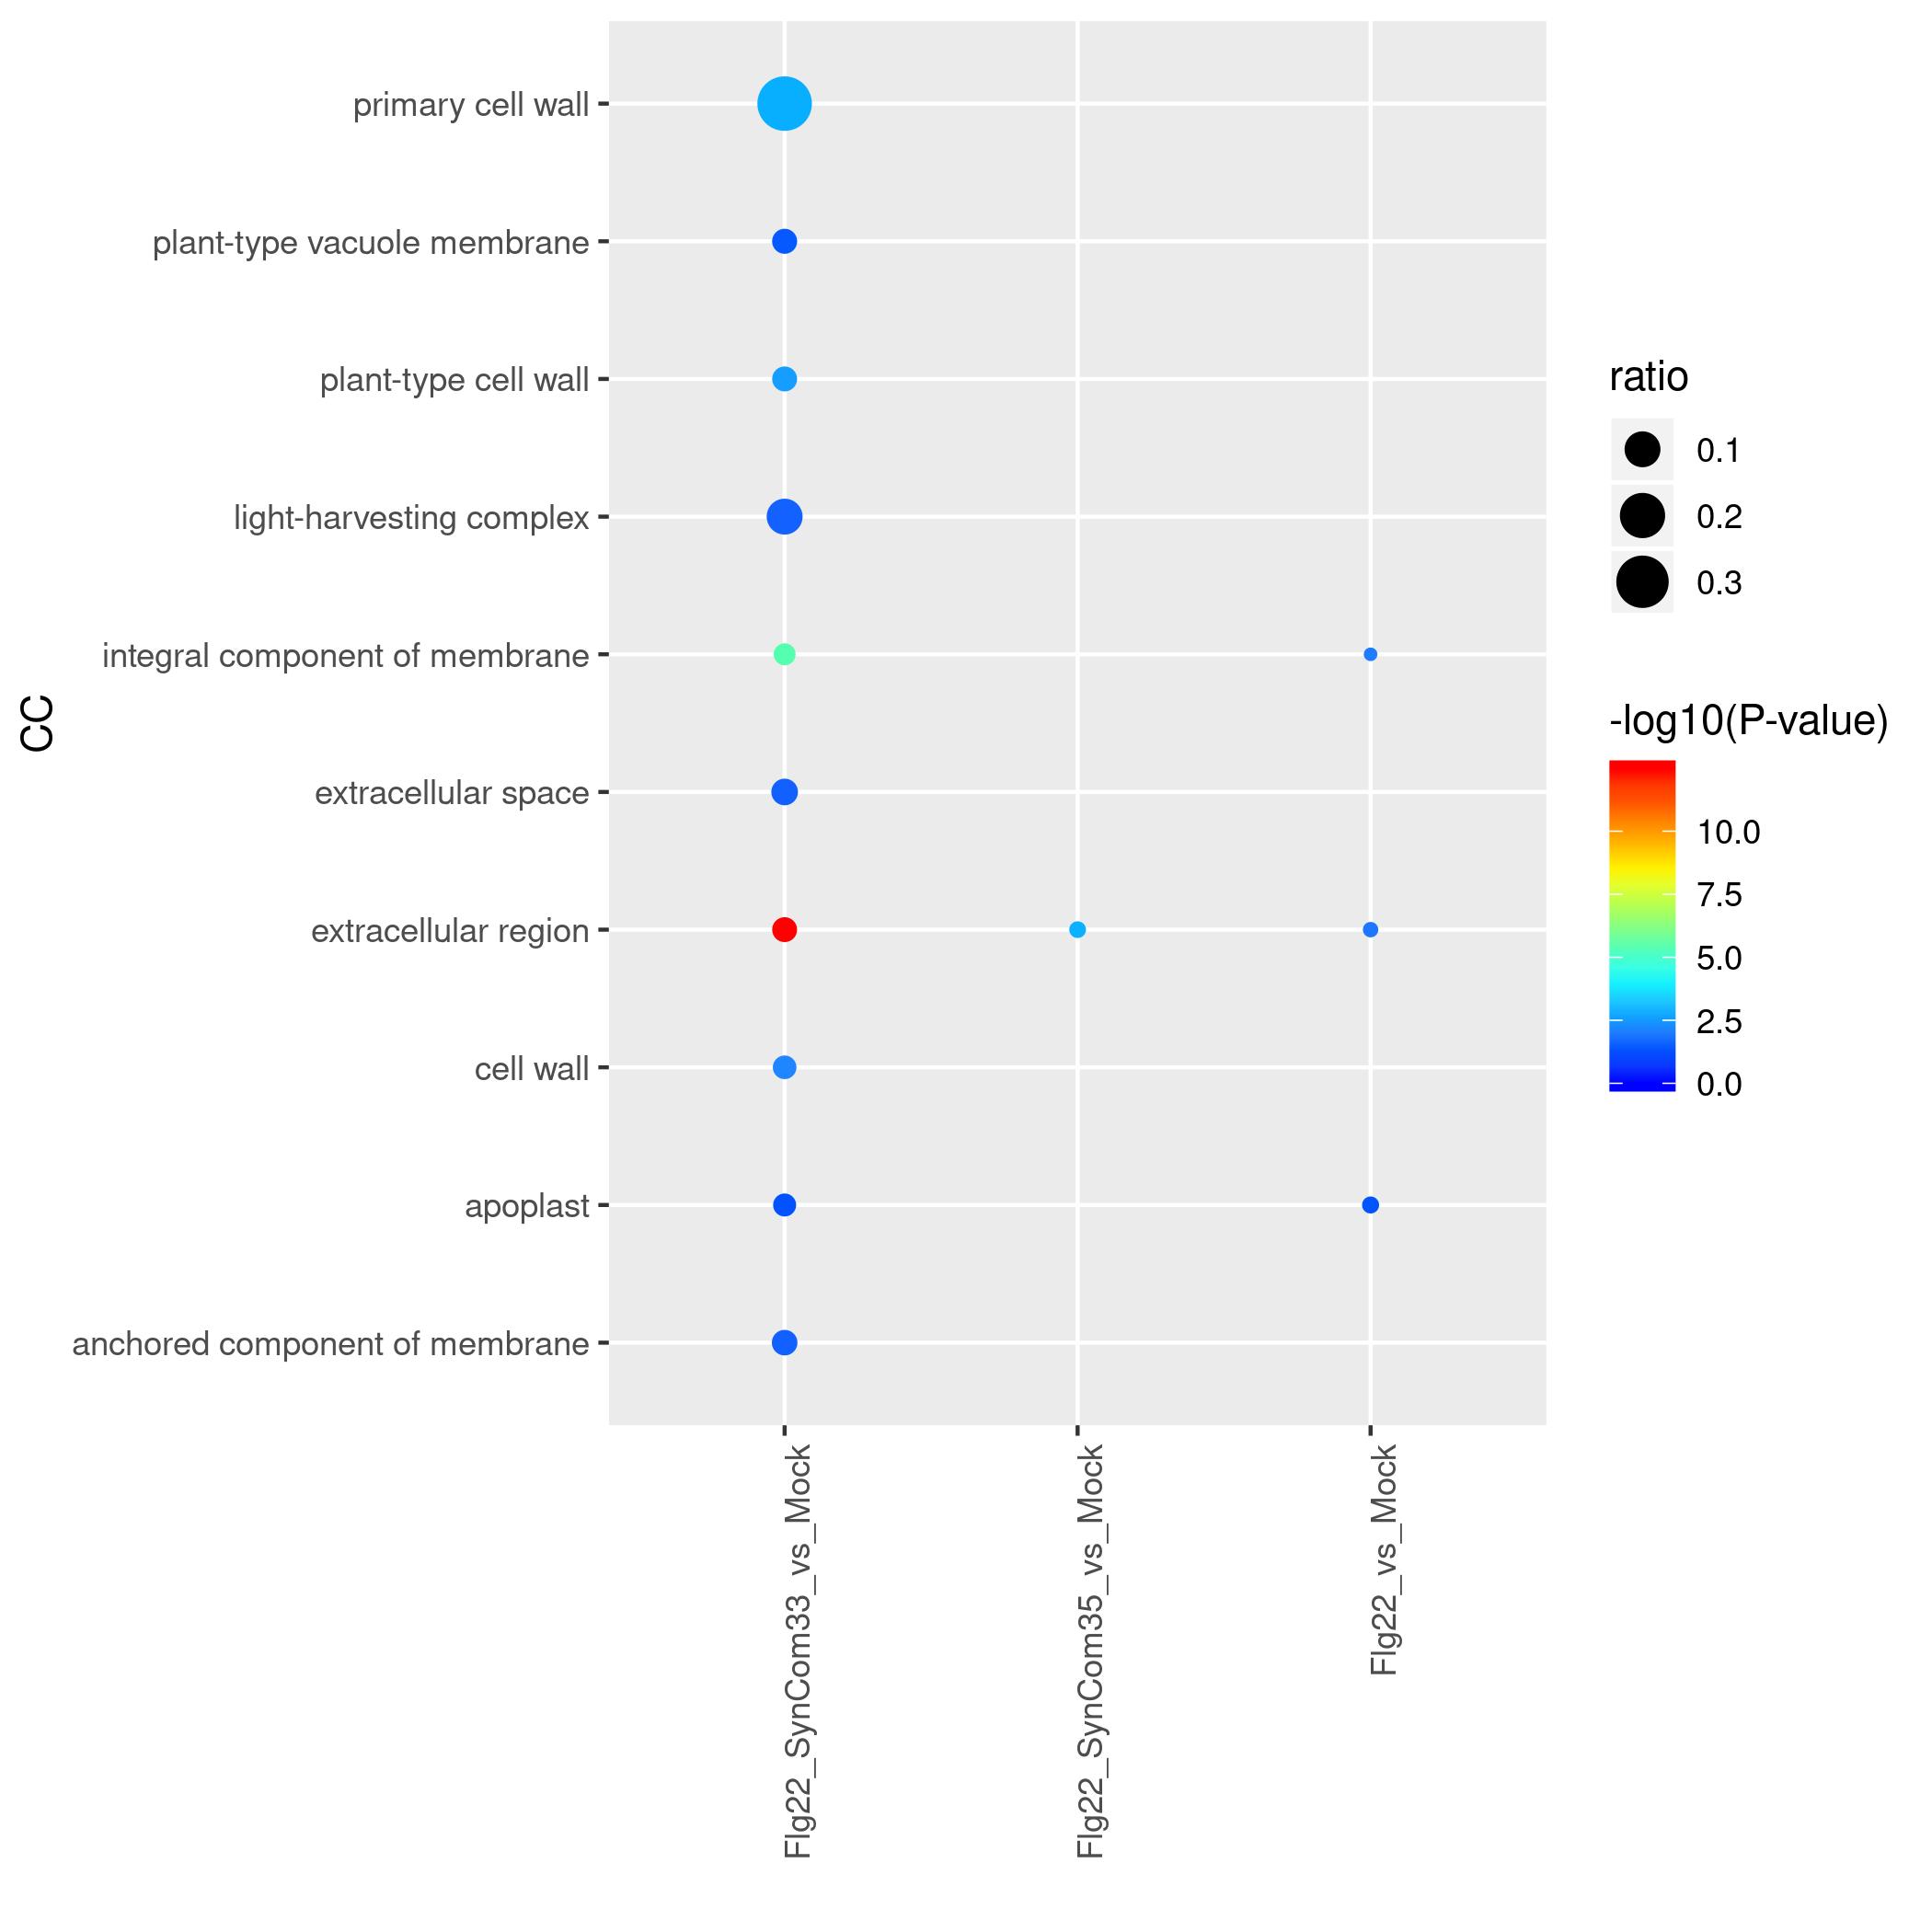 CC
primary cell wall
plant-type vacuole membrane
plant-type cell wall
light-harvesting complex
integral component of membrane
extracellular space
extracellular region
cell wall
apoplast
anchored component of membrane
Flg22_SynCom33_vs_Mock
Flg22_SynCom35_vs_Mock
Flg22_vs_Mock
ratio
0.1
0.2
0.3
-log10(P-value)
10.0
7.5
5.0
2.5
0.0